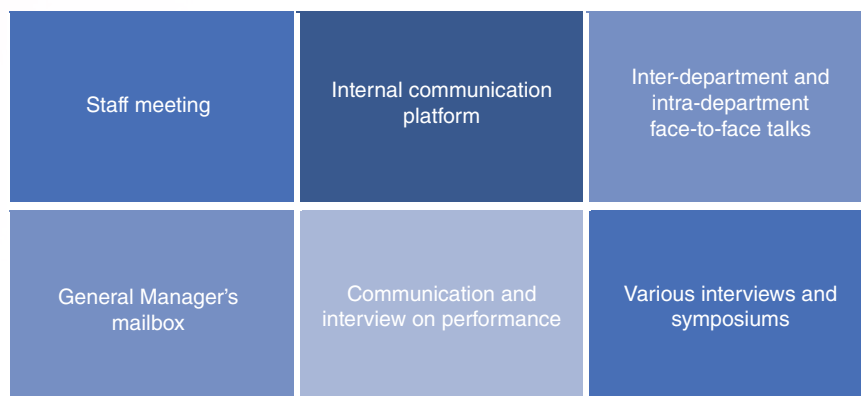 Staff meeting
Internal communication
platform
Inter-department and
intra-department
face-to-face talks
General Manager's
mailbox
Communication and
interview on performance
Various interviews and
symposiums